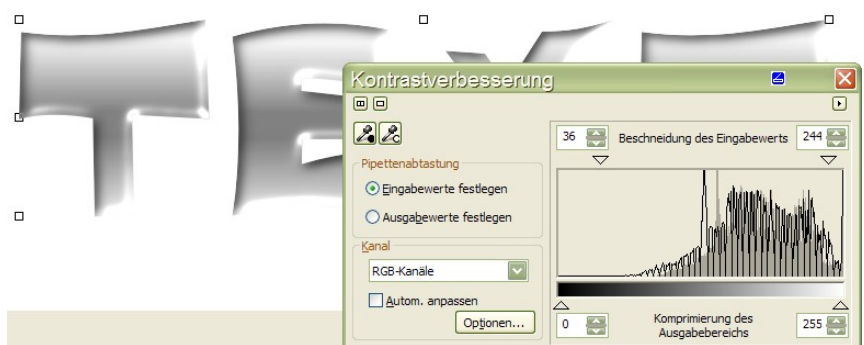 TEXT
Kontrastverbesserung
36 Beschneidung des Eingabewerts 244
Pipettenabtastung
Eingabewerte festlegen
Ausgabewerte festlegen
Kanal
RGB-Kanäle
Autom. anpassen
Optionen...
0 Komprimierung des Ausgabebereichs 255